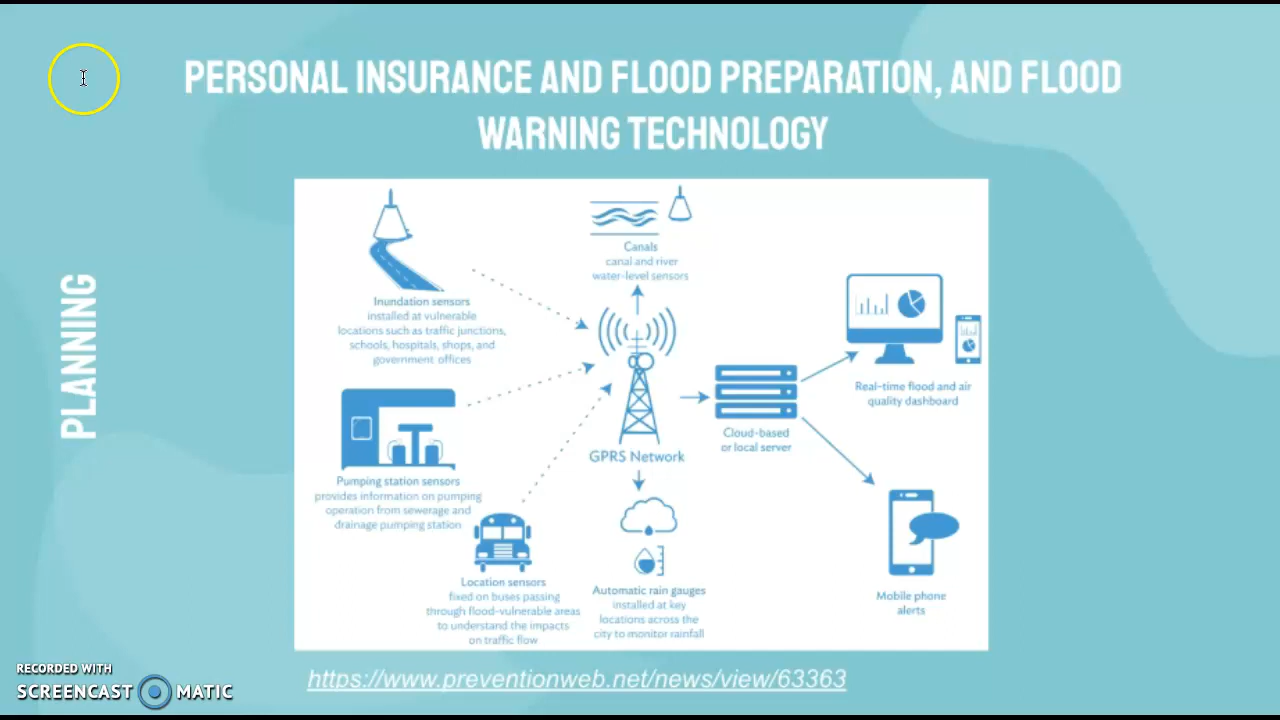 PERSONAL INSURANCE AND FLOOD PREPARATION, AND FLOOD
WARNING TECHNOLOGY
PLANNING
Inundation sensors
installed at vulnerable
locations such as traffic junctions,
schools, hospitals, shops, and
government offices
Canals
canal and river
water-level sensors
Pumping station sensors
provides information on pumping
operation from sewerage and
drainage pumping station
GPRS Network
Cloud-based
or local server
Real-time flood and air
quality dashboard
Location sensors
fixed on buses passing
through flood-vulnerable areas
to understand the impacts
on traffic flow
Automatic rain gauges
installed at key
locations across the
city to monitor rainfall
Mobile phone
alerts
https://www.preventionweb.net/news/view/63363
RECORDED WITH
SCREENCAST MATIC